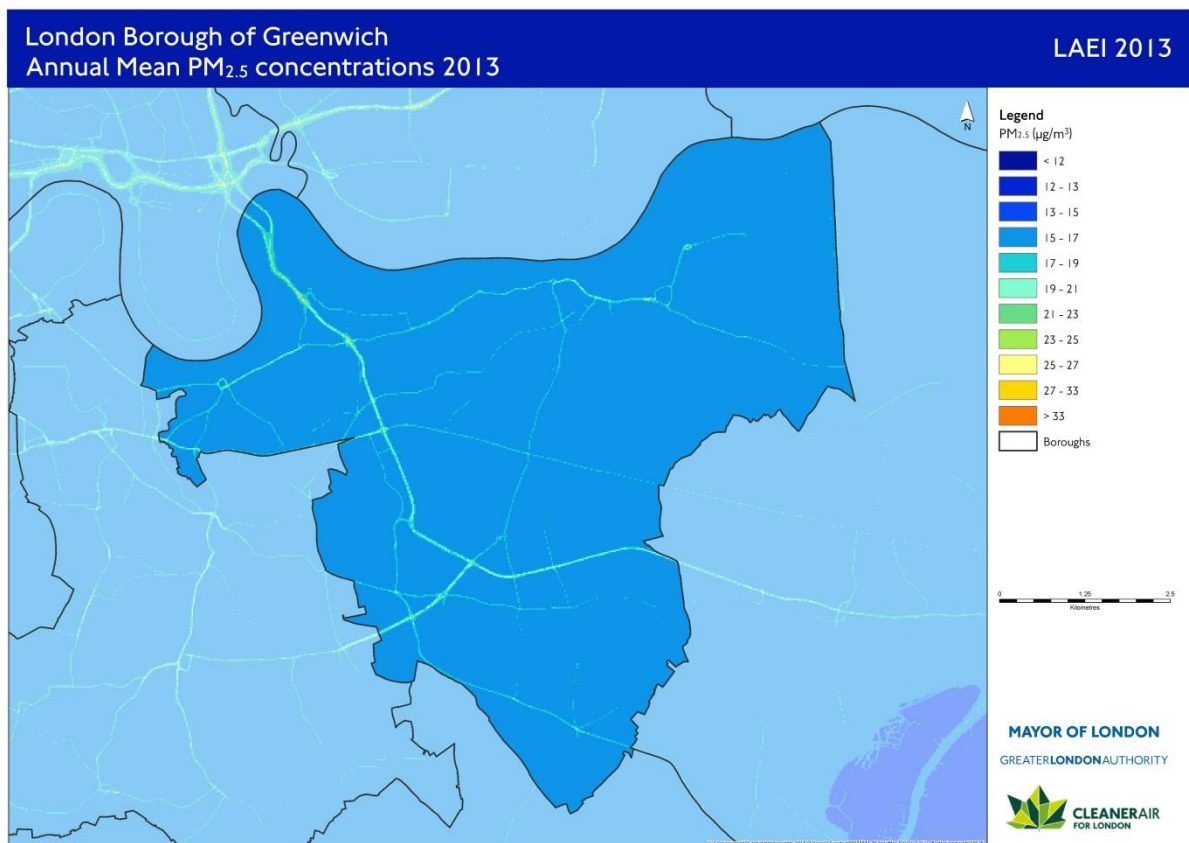 London Borough of Greenwich
Annual Mean PM2.5 concentrations 2013
LAEI 2013
N
Legend
PM2.5 (µg/m³)
< 12
12 - 13
13 - 15
15 - 17
17 - 19
19 - 21
21 - 23
23 - 25
25 - 27
27 - 33
> 33
Boroughs
0 1.25 2.5
Kilometres
MAYOR OF LONDON
GREATERLONDONAUTHORITY
CLEANERAIR
FOR LONDON